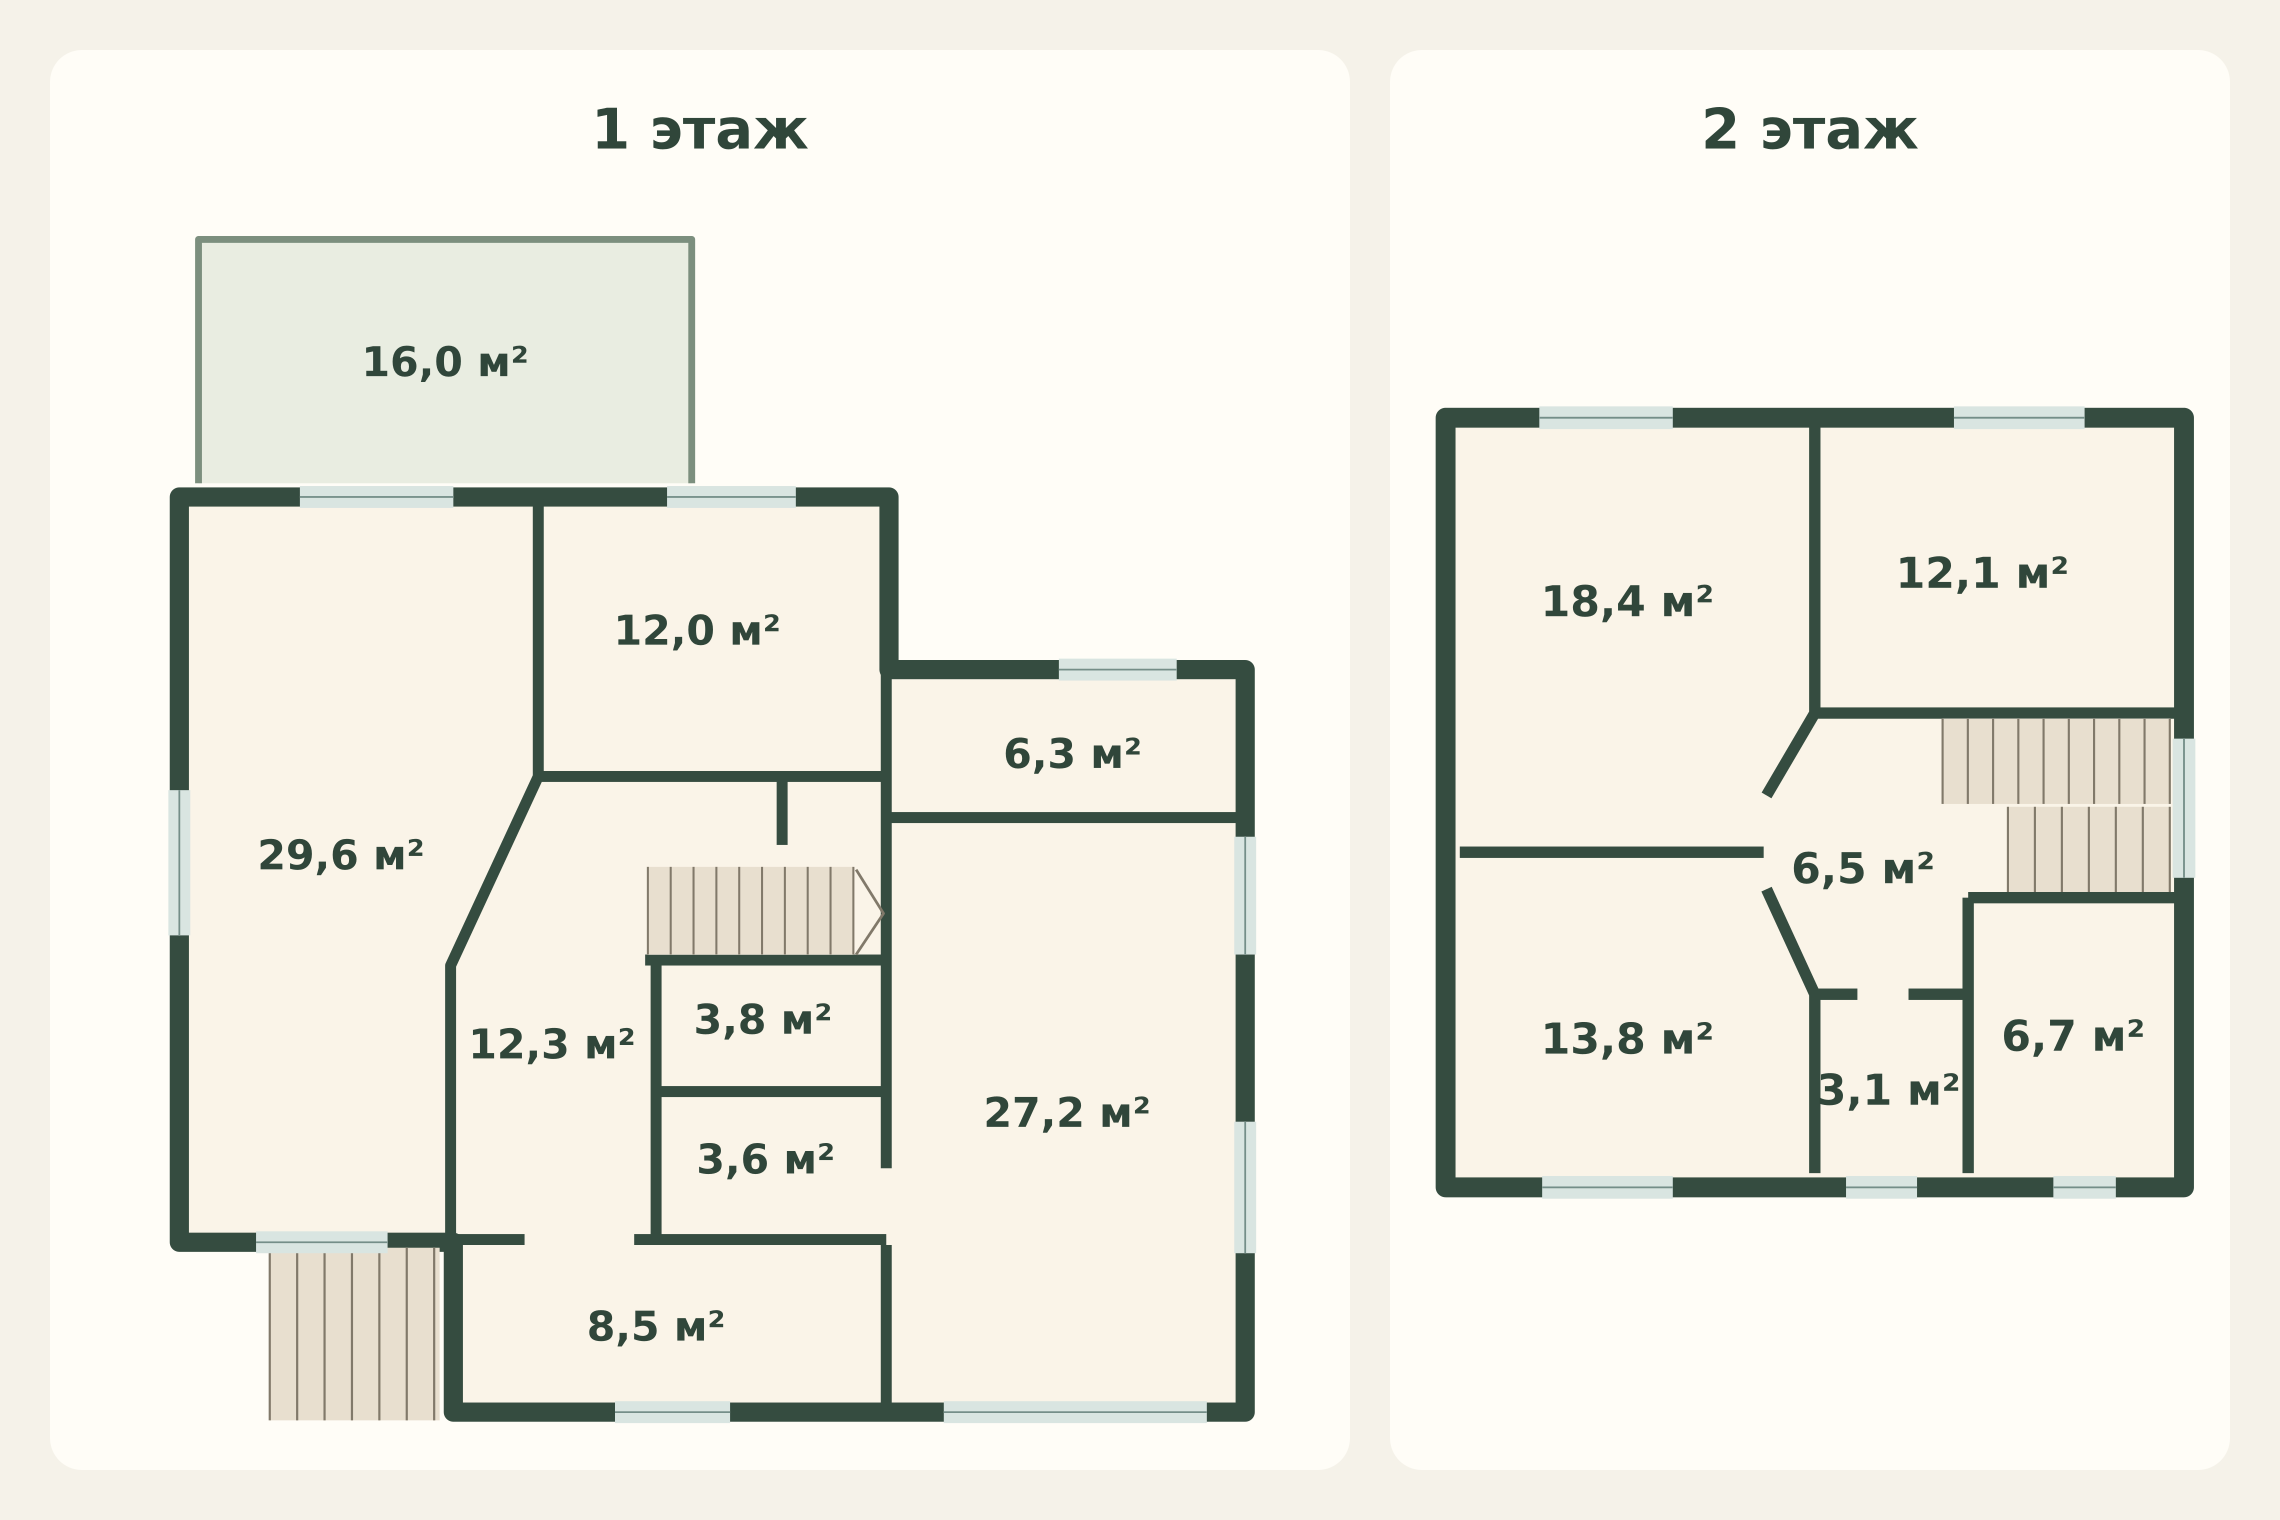 1 этаж
16,0 м²
12,0 м²
6,3 м²
29,6 м²
3,8 м²
12,3 м²
27,2 м²
3,6 м²
8,5 м²
2 этаж
12,1 м²
18,4 м²
6,5 м²
13,8 м²
6,7 м²
3,1 м²